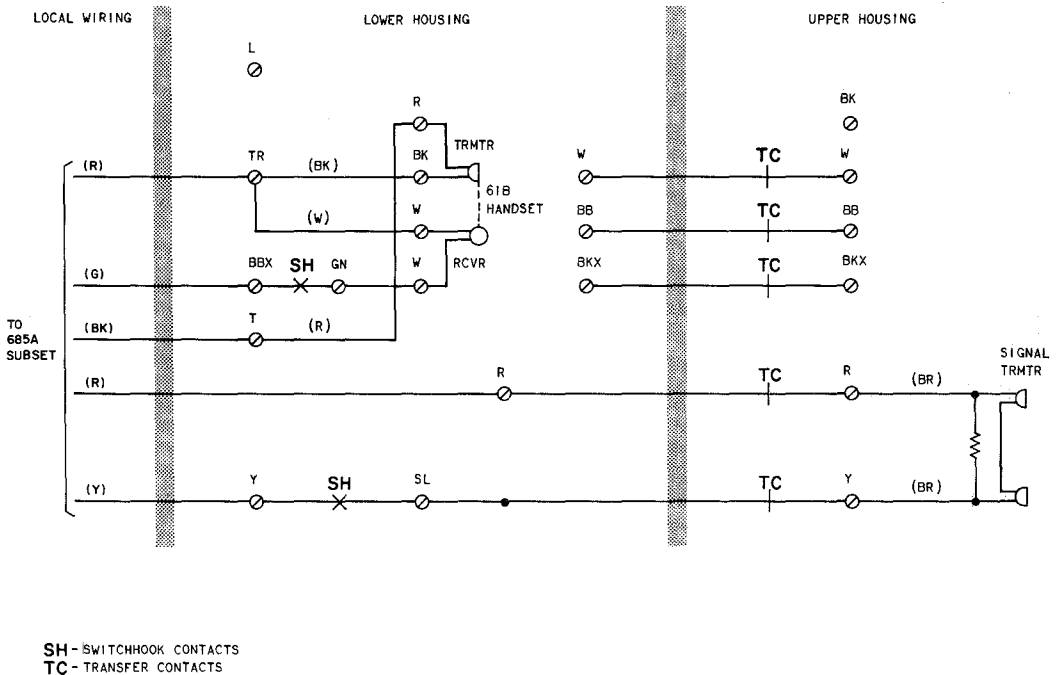 LOCAL WIRING
LOWER HOUSING
UPPER HOUSING
L
R
BK
TRMTR
(R)
TR
(BK)
BK
W
TC
W
61B
HANDSET
(W)
W
BB
TC
BB
(G)
BBX
SH
GN
W
RCVR
BKX
TC
BKX
TO
685A
SUBSET
(BK)
T
(R)
SIGNAL
TRMTR
(R)
R
TC
R
(BR)
(Y)
Y
SH
SL
TC
Y
(BR)
SH - SWITCHHOOK CONTACTS
TC - TRANSFER CONTACTS